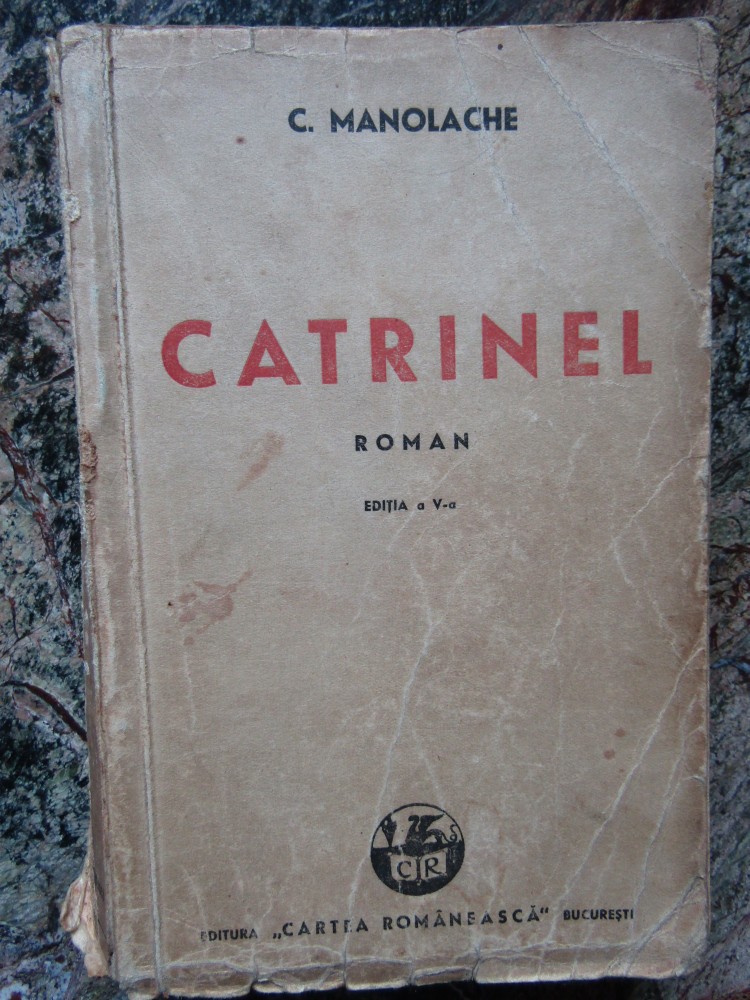 C. MANOLACHE
CATRINEL
ROMAN
EDIȚIA a V-a
CR
EDITURA „CARTEA ROMÂNEASCĂ“ BUCUREȘTI